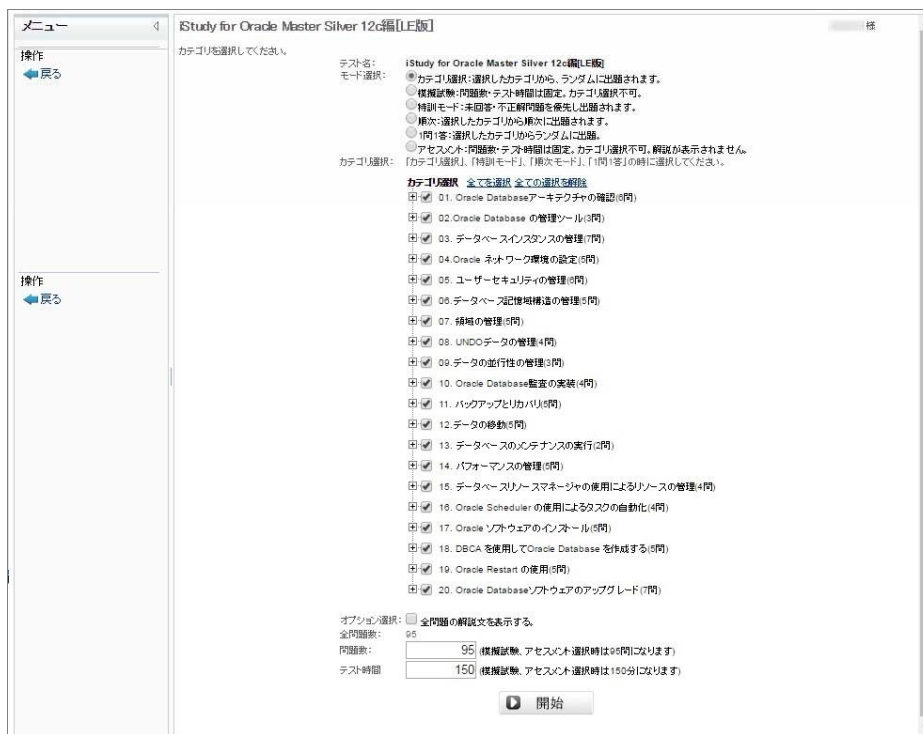 メニュー
操作
戻る
操作
戻る
iStudy for Oracle Master Silver 12c編[LE版]
様
カテゴリを選択してください。
テスト名: iStudy for Oracle Master Silver 12c編[LE版]
モード選択: カテゴリ選択:選択したカテゴリから、ランダムに出題されます。
模擬試験:問題数・テスト時間は固定。カテゴリ選択不可。
特訓モード:未回答・不正解問題を優先し出題されます。
順次:選択したカテゴリから順次に出題されます。
1問1答:選択したカテゴリからランダムに出題。
アセスメント:問題数・テスト時間は固定。カテゴリ選択不可。解説が表示されません。
カテゴリ選択: 「カテゴリ選択」、「特訓モード」、「順次モード」、「1問1答」の時に選択してください。
カテゴリ選択 全てを選択 全ての選択を解除
01. Oracle Databaseアーキテクチャの確認(6問)
02.Oracle Database の管理ツール(3問)
03. データベースインスタンスの管理(7問)
04.Oracle ネットワーク環境の設定(5問)
05. ユーザーセキュリティの管理(6問)
06.データベース記憶域構造の管理(5問)
07. 領域の管理(5問)
08. UNDOデータの管理(4問)
09.データの並行性の管理(3問)
10. Oracle Database監査の実装(4問)
11. バックアップとリカバリ(5問)
12.データの移動(5問)
13. データベースのメンテナンスの実行(2問)
14. パフォーマンスの管理(5問)
15. データベースリソースマネージャの使用によるリソースの管理(4問)
16. Oracle Scheduler の使用によるタスクの自動化(4問)
17. Oracle ソフトウェアのインストール(5問)
18. DBCA を使用してOracle Database を作成する(5問)
19. Oracle Restart の使用(5問)
20. Oracle Databaseソフトウェアのアップグレード(7問)
オプション選択: 全問題の解説文を表示する。
全問題数: 95
問題数: 95 (模擬試験、アセスメント選択時は95問になります)
テスト時間 150 (模擬試験、アセスメント選択時は150分になります)
開始